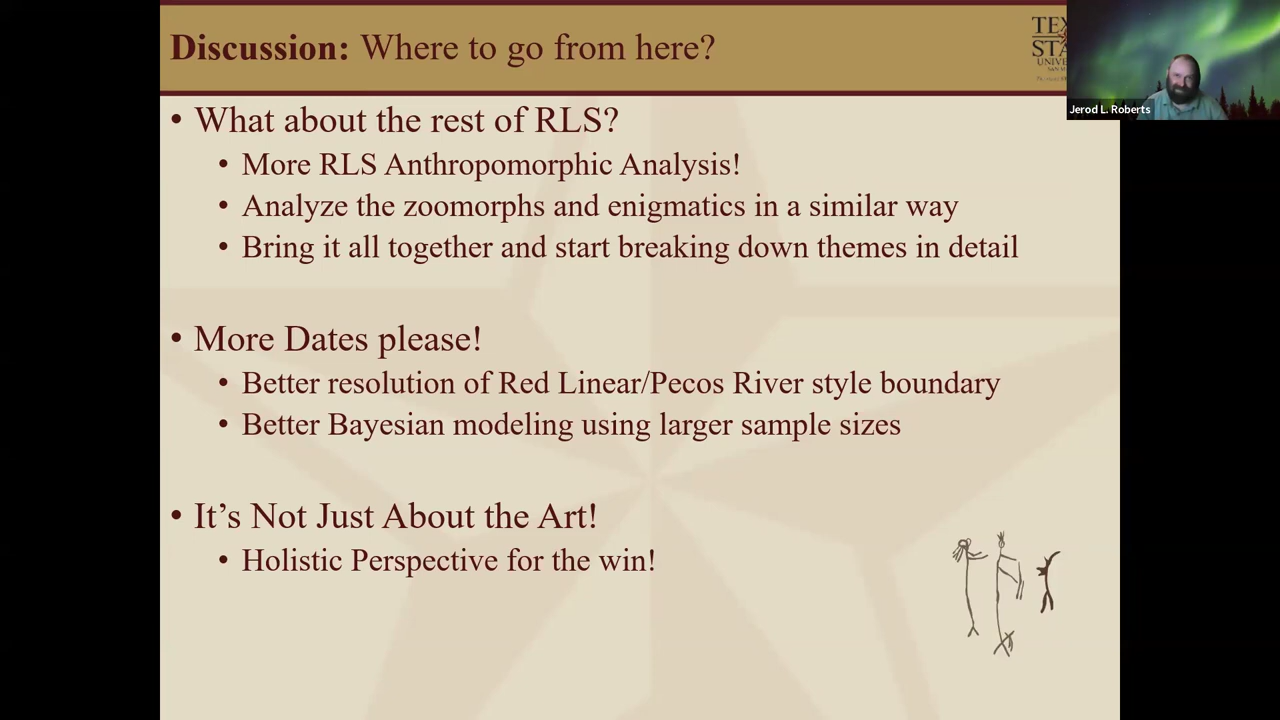 Discussion: Where to go from here?
TEX
STA
UNIVE
Jerod L. Roberts
• What about the rest of RLS?
• More RLS Anthropomorphic Analysis!
• Analyze the zoomorphs and enigmatics in a similar way
• Bring it all together and start breaking down themes in detail
• More Dates please!
• Better resolution of Red Linear/Pecos River style boundary
• Better Bayesian modeling using larger sample sizes
• It’s Not Just About the Art!
• Holistic Perspective for the win!